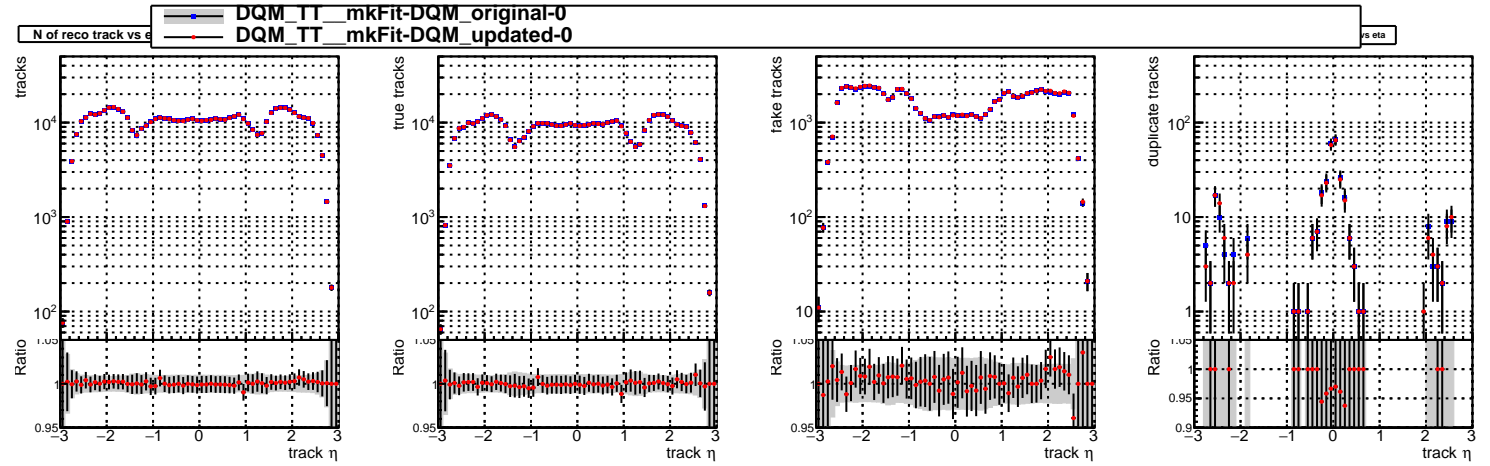 DQM_TT__mkFit-DQM_original-0
DQM_TT__mkFit-DQM_updated-0
N of reco track vs e
vs eta
tracks
10⁴
10³
10²
Ratio
1.05
1
0.95
−3 −2 −1 0 1 2 3
track η
true tracks
10⁴
10³
10²
Ratio
1.05
1
0.95
−3 −2 −1 0 1 2 3
track η
fake tracks
10³
10²
10
Ratio
1.05
1
0.95
−3 −2 −1 0 1 2 3
track η
duplicate tracks
10²
10
1
Ratio
1.05
1
0.95
0.9
−3 −2 −1 0 1 2 3
track η